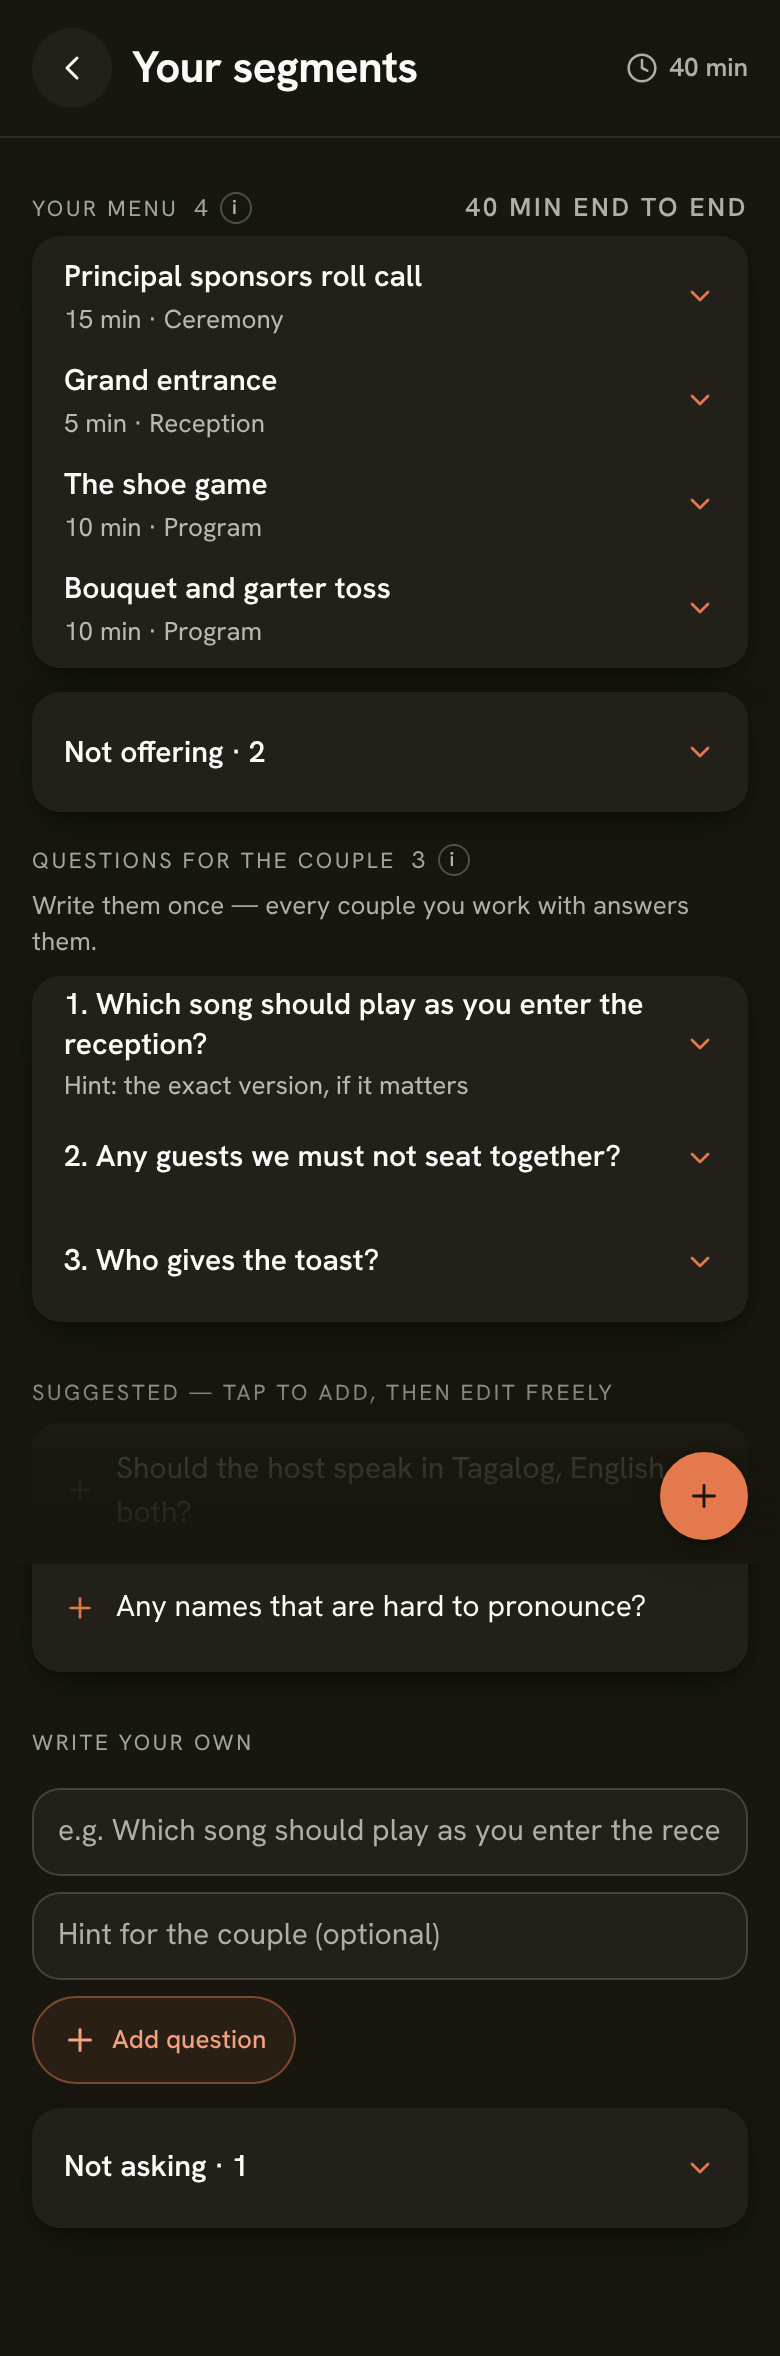 Your segments
40 min
YOUR MENU 4 i
40 MIN END TO END
Principal sponsors roll call
15 min · Ceremony
Grand entrance
5 min · Reception
The shoe game
10 min · Program
Bouquet and garter toss
10 min · Program
Not offering · 2
QUESTIONS FOR THE COUPLE 3 i
Write them once — every couple you work with answers
them.
1. Which song should play as you enter the
reception?
Hint: the exact version, if it matters
2. Any guests we must not seat together?
3. Who gives the toast?
SUGGESTED — TAP TO ADD, THEN EDIT FREELY
Should the host speak in Tagalog, English
both?
Any names that are hard to pronounce?
WRITE YOUR OWN
e.g. Which song should play as you enter the rece
Hint for the couple (optional)
Add question
Not asking · 1